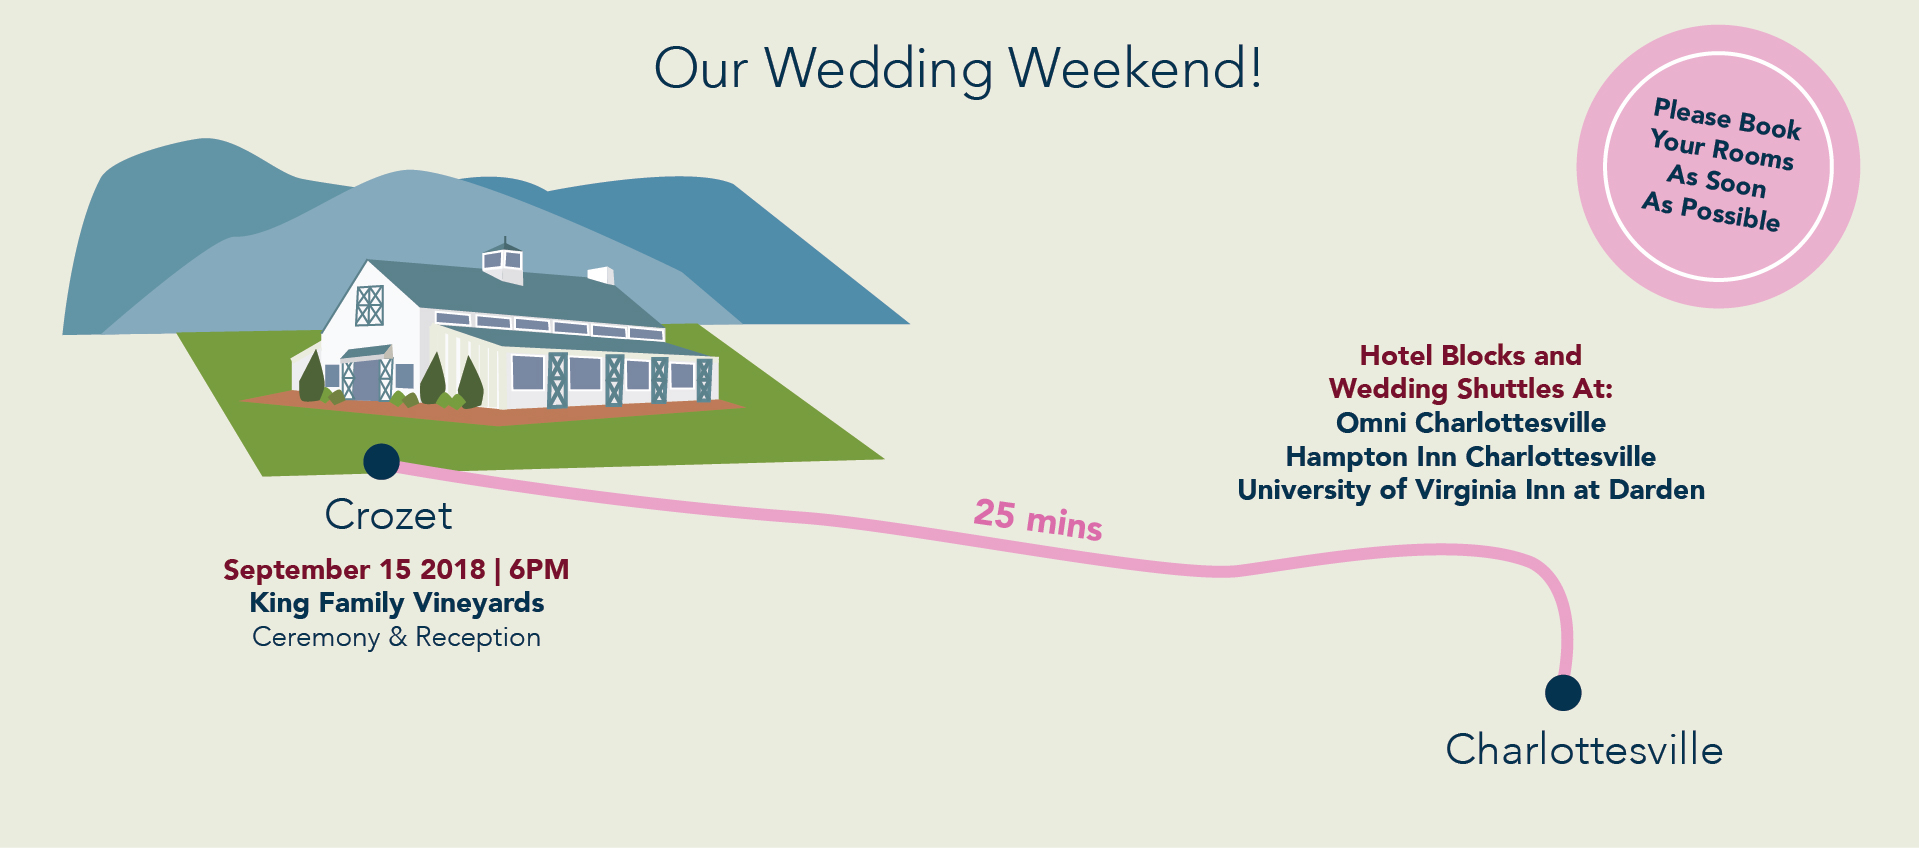 Our Wedding Weekend!
Please Book
Your Rooms
As Soon
As Possible
Hotel Blocks and
Wedding Shuttles At:
Omni Charlottesville
Hampton Inn Charlottesville
University of Virginia Inn at Darden
25 mins
Crozet
September 15 2018 | 6PM
King Family Vineyards
Ceremony & Reception
Charlottesville